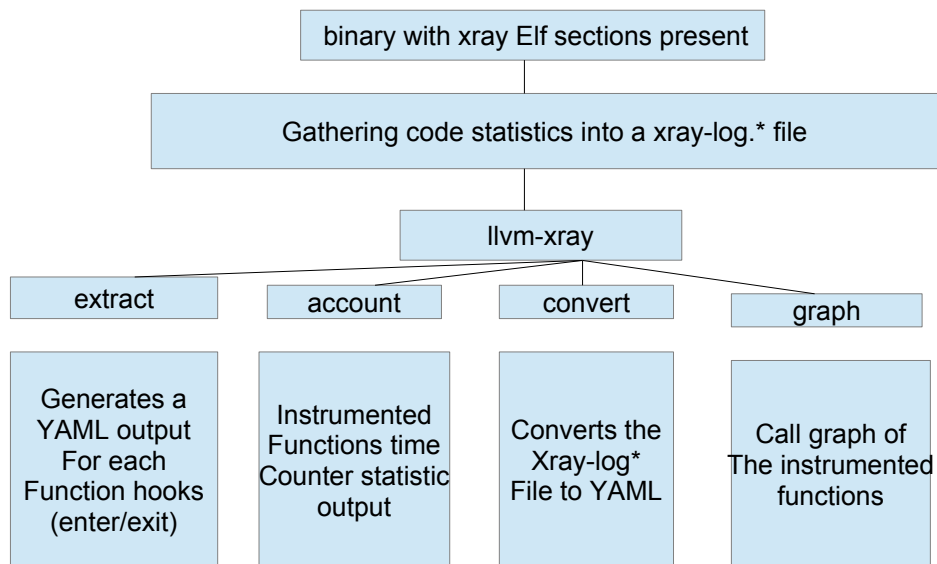 binary with xray Elf sections present
Gathering code statistics into a xray-log.* file
llvm-xray
extract
account
convert
graph
Generates a
YAML output
For each
Function hooks
(enter/exit)
Instrumented
Functions time
Counter statistic
output
Converts the
Xray-log*
File to YAML
Call graph of
The instrumented
functions